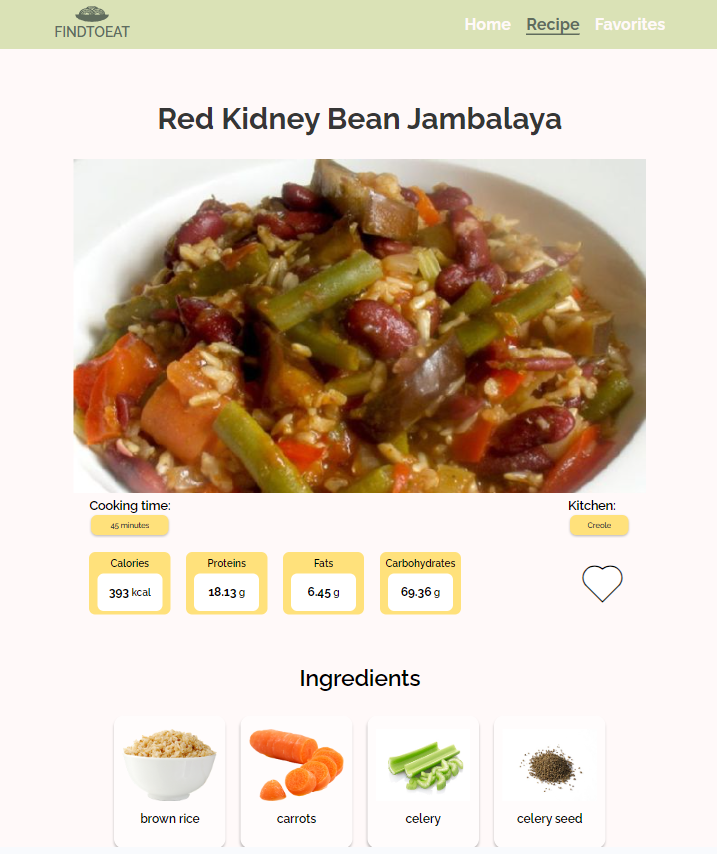 FINDTOEAT
Home Recipe Favorites
Red Kidney Bean Jambalaya
Cooking time: Kitchen:
45 minutes Creole
Calories Proteins Fats Carbohydrates
393 kcal 18.13 g 6.45 g 69.36 g
Ingredients
brown rice carrots celery celery seed